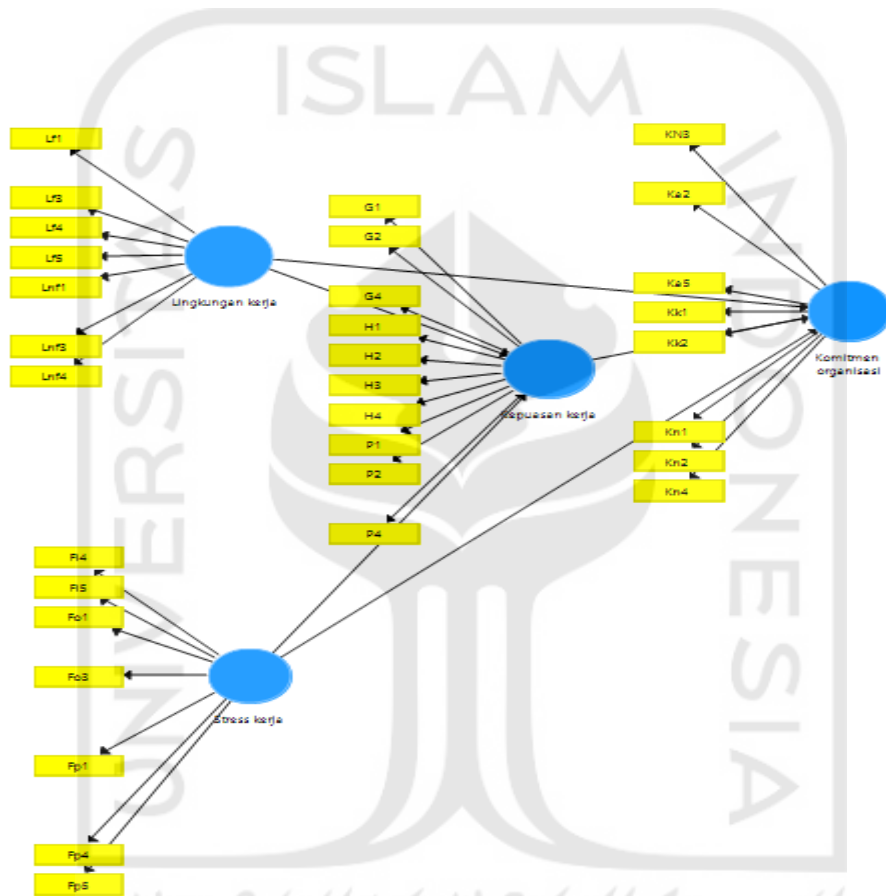 ISLAM
UNIVERSITAS
INDONESIA
Lf1
Lf3
Lf4
Lf5
Lnf1
Lnf3
Lnf4
Lingkungan kerja
G1
G2
G4
H1
H2
H3
H4
P1
P2
P4
Kepuasan kerja
KN3
Ka2
Ka5
Kk1
Kk2
Kn1
Kn2
Kn4
Komitmen
organisasi
Fi4
Fi5
Fo1
Fo3
Fp1
Fp4
Fp5
Stress kerja